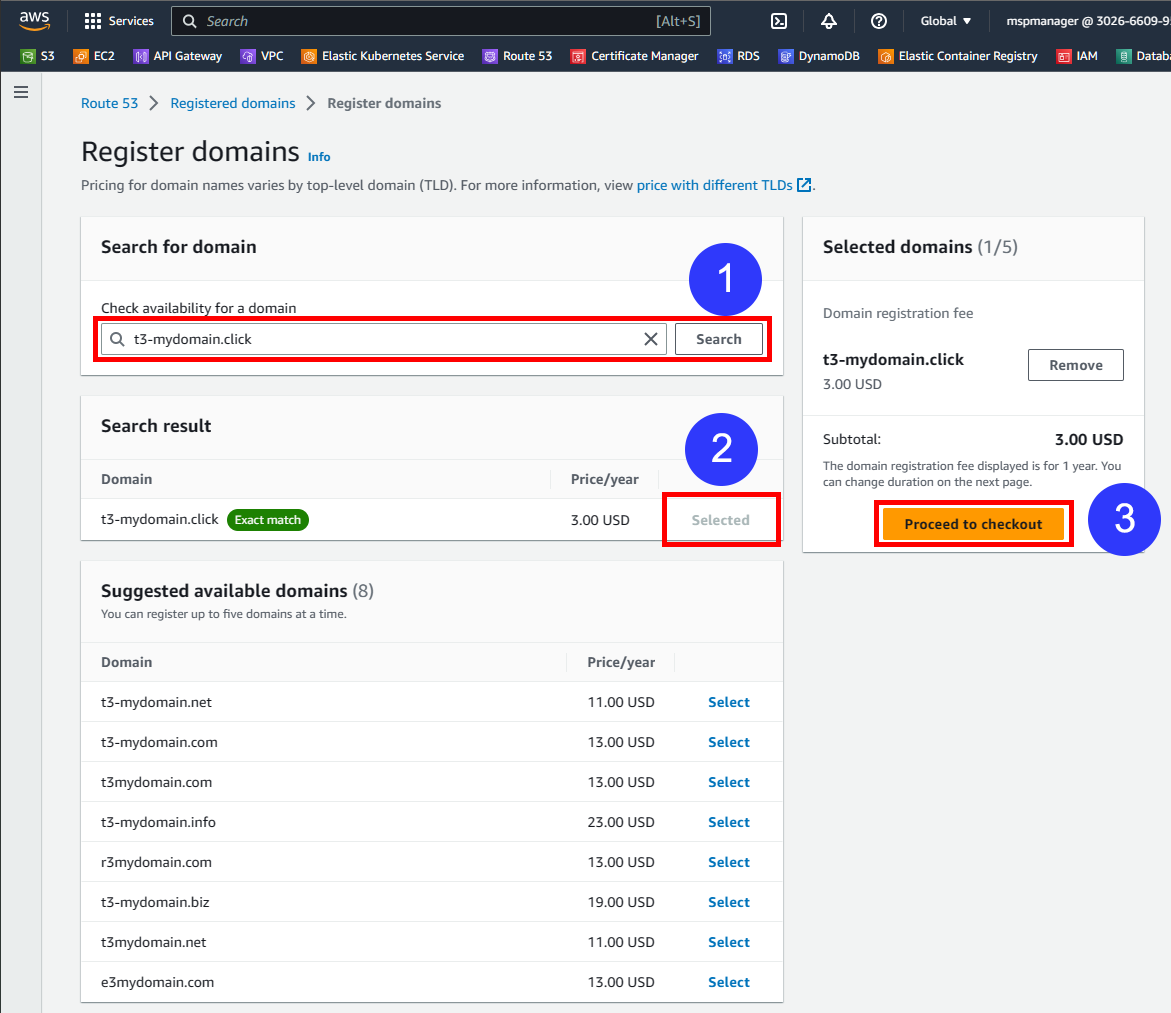 aws
Services
Search
[Alt+S]
Global
mspmanager @ 3026-6609-9
S3
EC2
API Gateway
VPC
Elastic Kubernetes Service
Route 53
Certificate Manager
RDS
DynamoDB
Elastic Container Registry
IAM
Databa
Route 53
Registered domains
Register domains
Register domains Info
Pricing for domain names varies by top-level domain (TLD). For more information, view price with different TLDs.
Search for domain
1
Check availability for a domain
t3-mydomain.click
Search
Search result
2
Domain Price/year
t3-mydomain.click Exact match 3.00 USD Selected
Suggested available domains (8)
You can register up to five domains at a time.
Domain Price/year
t3-mydomain.net 11.00 USD Select
t3-mydomain.com 13.00 USD Select
t3mydomain.com 13.00 USD Select
t3-mydomain.info 23.00 USD Select
r3mydomain.com 13.00 USD Select
t3-mydomain.biz 19.00 USD Select
t3mydomain.net 11.00 USD Select
e3mydomain.com 13.00 USD Select
Selected domains (1/5)
Domain registration fee
t3-mydomain.click
3.00 USD
Remove
Subtotal: 3.00 USD
The domain registration fee displayed is for 1 year. You
can change duration on the next page.
Proceed to checkout
3